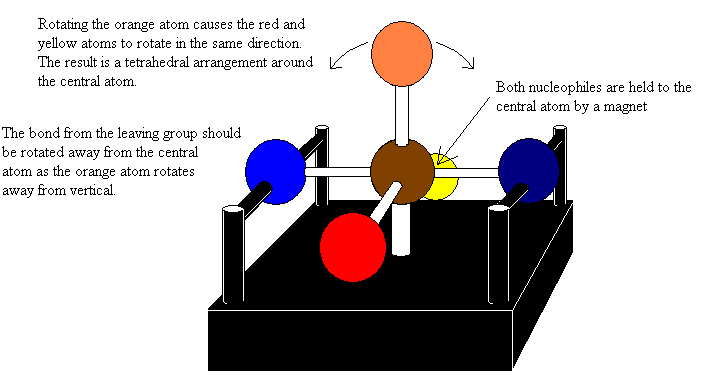 Rotating the orange atom causes the red and
yellow atoms to rotate in the same direction.
The result is a tetrahedral arrangement around
the central atom.
Both nucleophiles are held to the
central atom by a magnet
The bond from the leaving group should
be rotated away from the central
atom as the orange atom rotates
away from vertical.